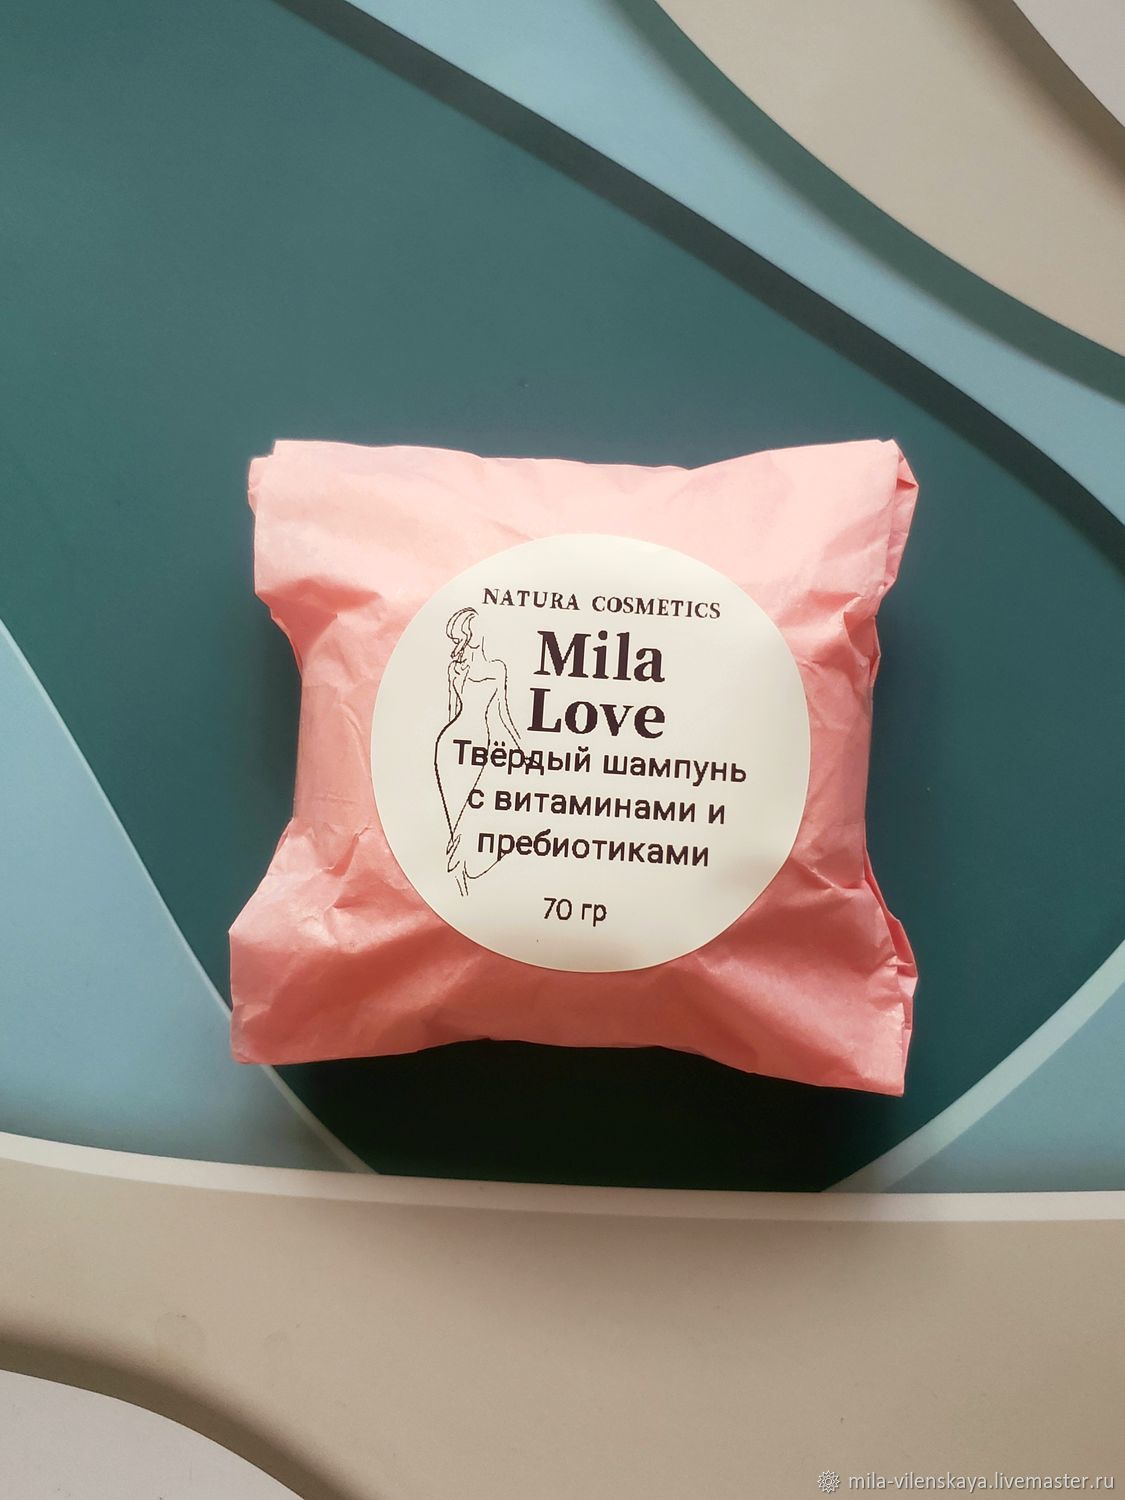 NATURA COSMETICS
Mila
Love
Твёрдый шампунь
с витаминами и
пребиотиками
70 гр
mila-vilenskaya.livemaster.ru